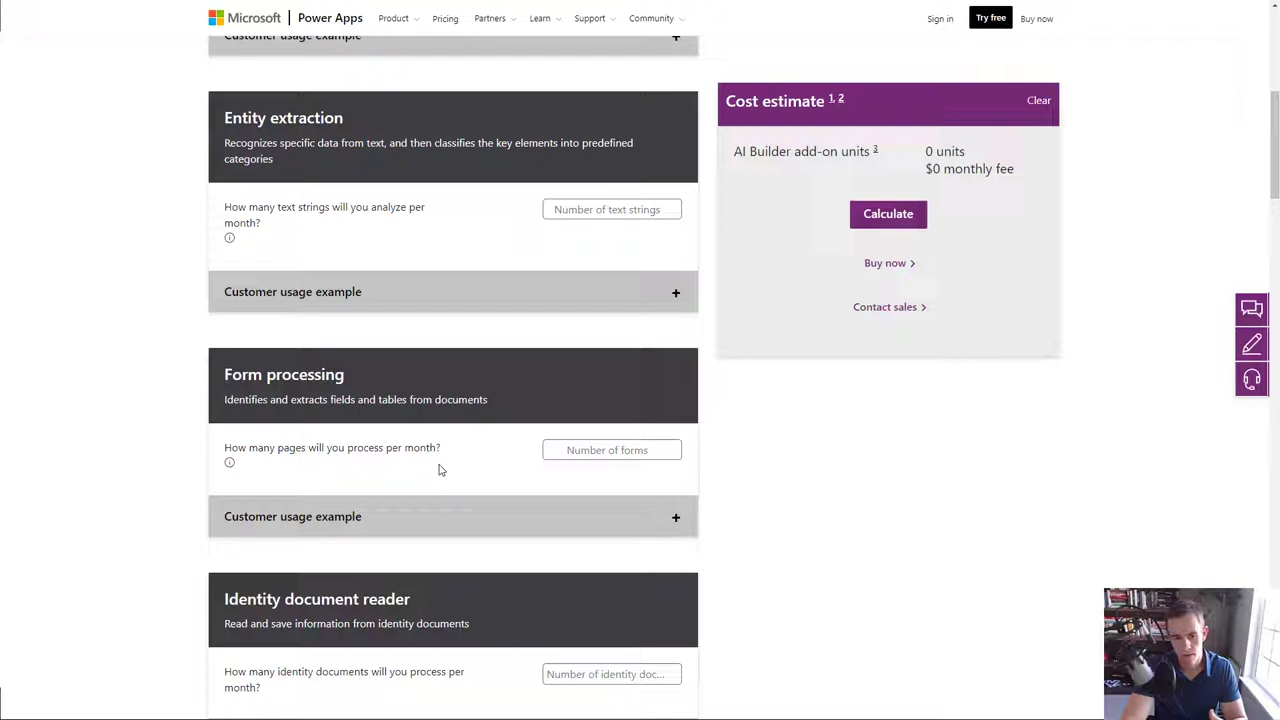 Microsoft | Power Apps Product Pricing Partners Learn Support Community Sign in Try free Buy now
Customer usage example +
Entity extraction
Recognizes specific data from text, and then classifies the key elements into predefined
categories
How many text strings will you analyze per
month?
Number of text strings
Customer usage example +
Form processing
Identifies and extracts fields and tables from documents
How many pages will you process per month?
Number of forms
Customer usage example +
Identity document reader
Read and save information from identity documents
How many identity documents will you process per
month?
Number of identity doc...
Cost estimate 1, 2 Clear
AI Builder add-on units 3 0 units
$0 monthly fee
Calculate
Buy now >
Contact sales >